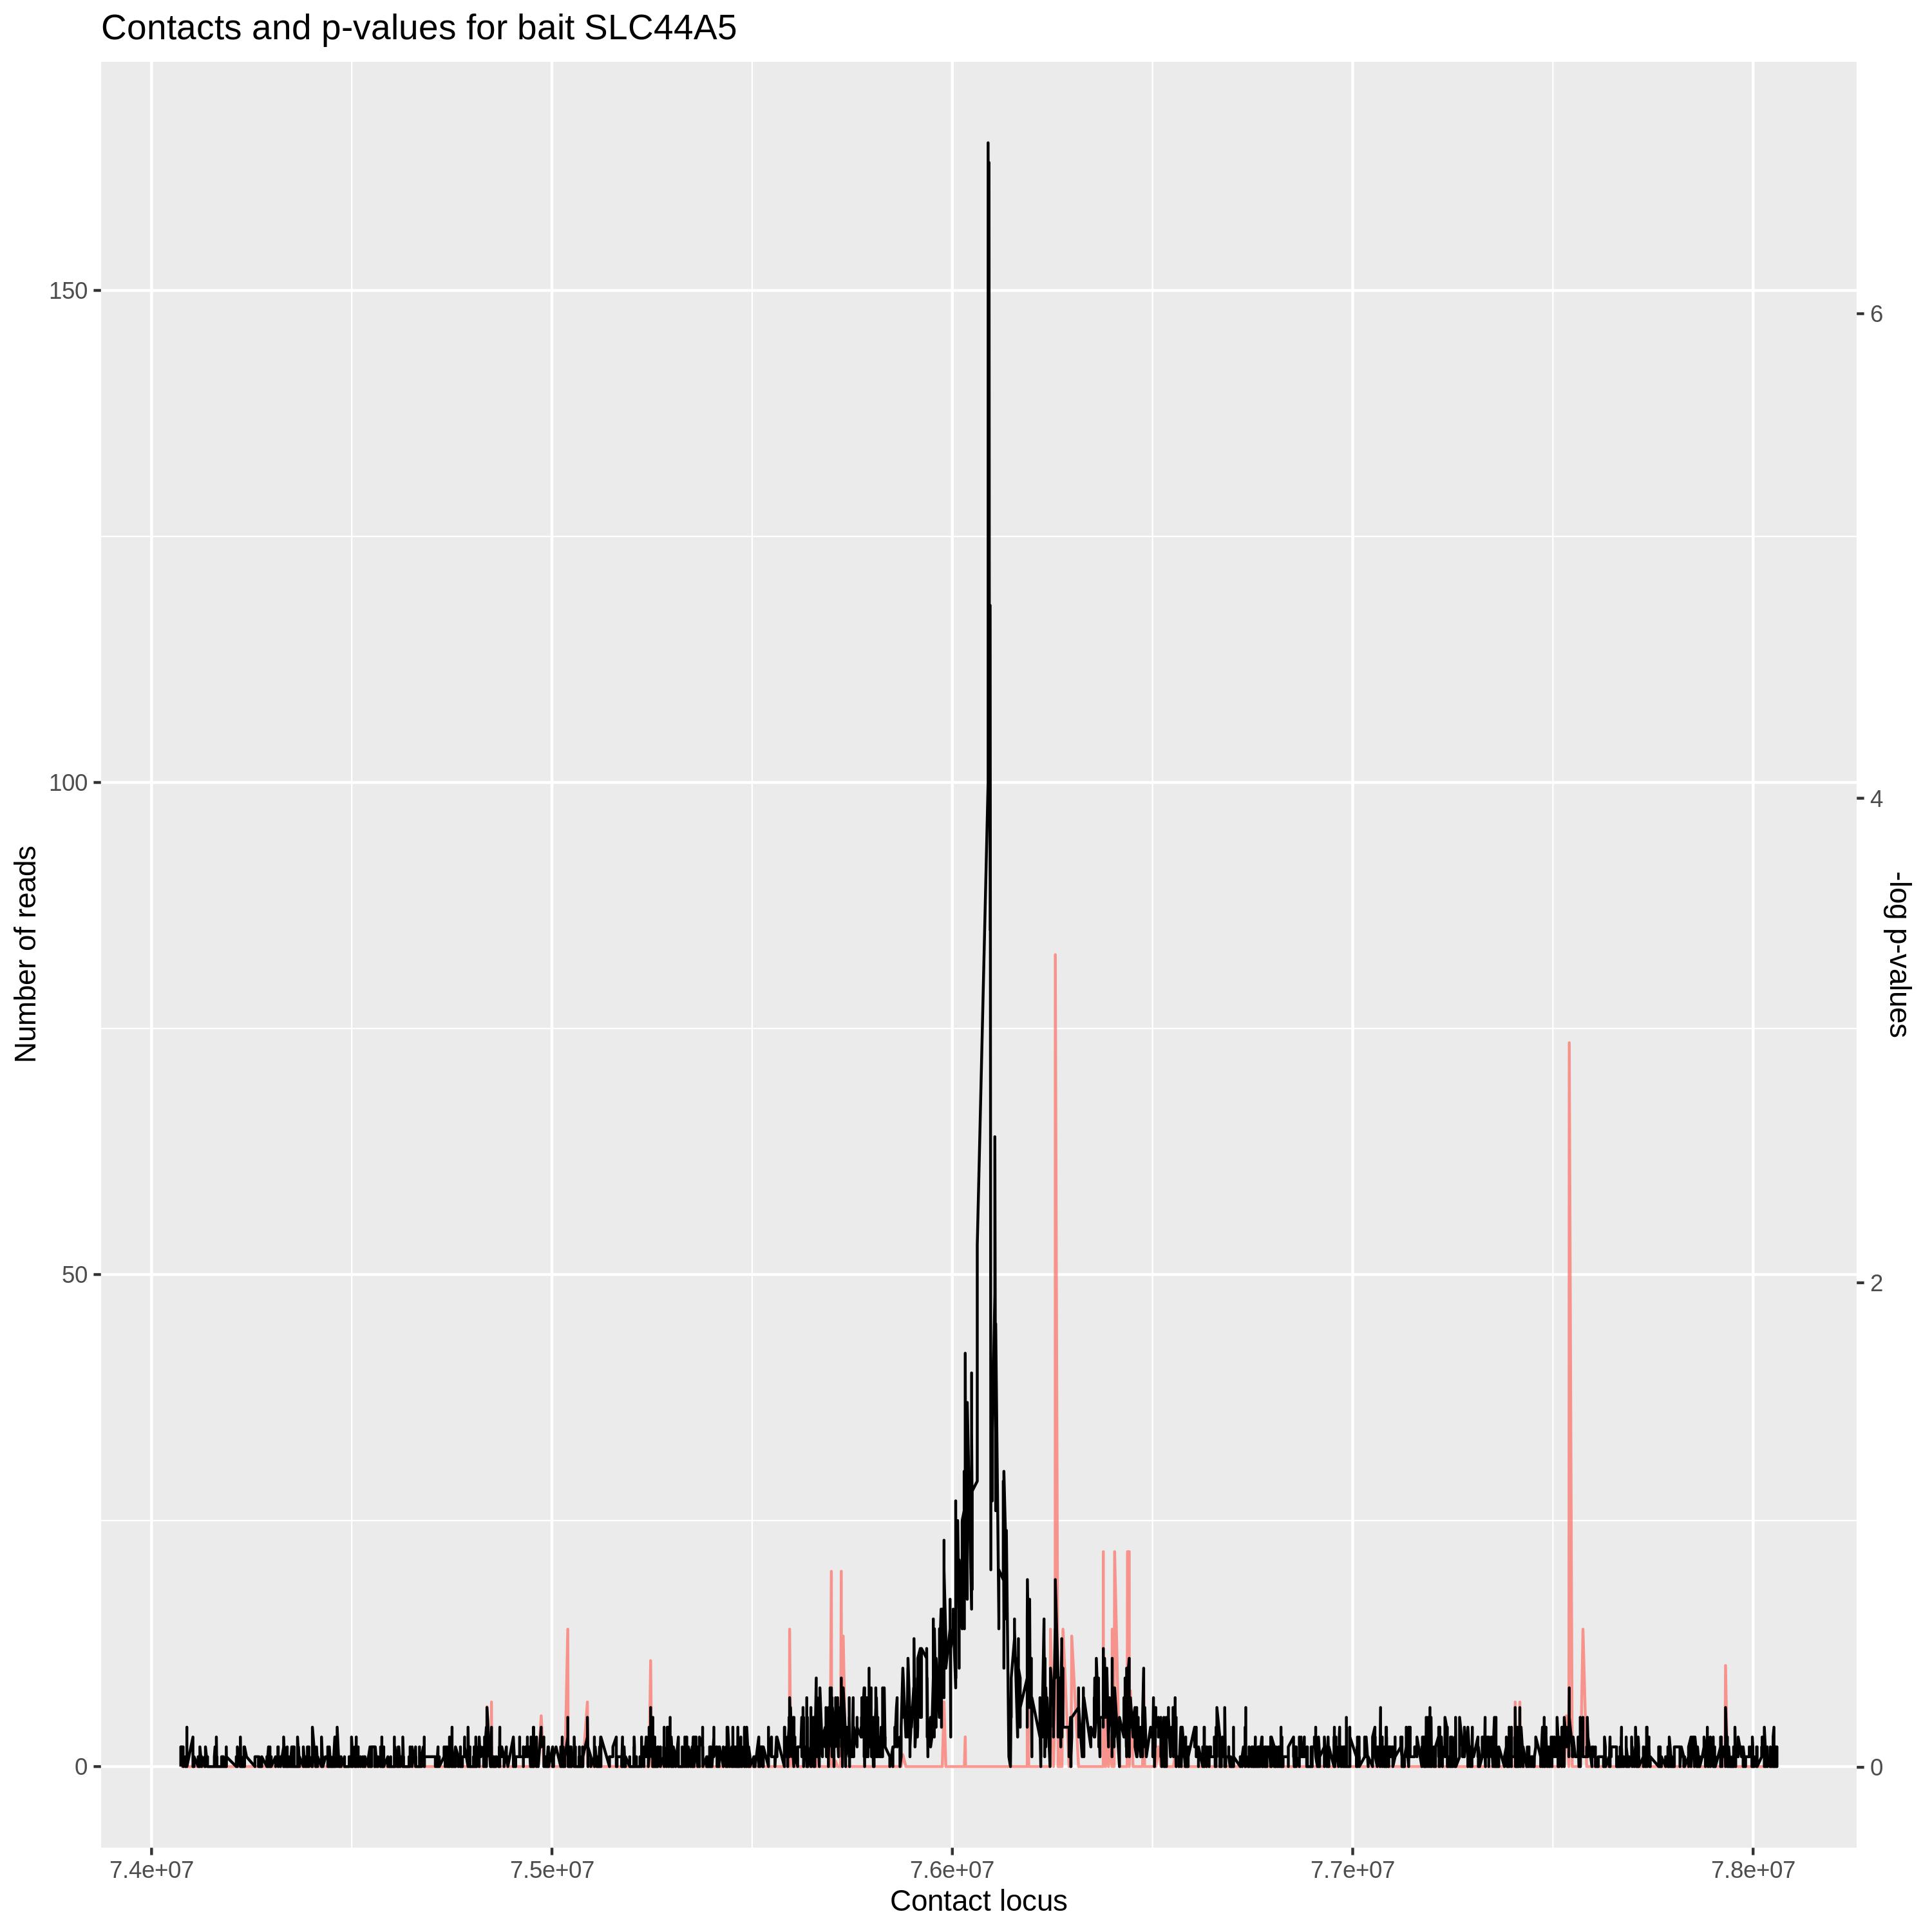 Contacts and p-values for bait SLC44A5
150
100
50
0
6
4
2
0
Number of reads
-log p-values
7.4e+07
7.5e+07
7.6e+07
7.7e+07
7.8e+07
Contact locus